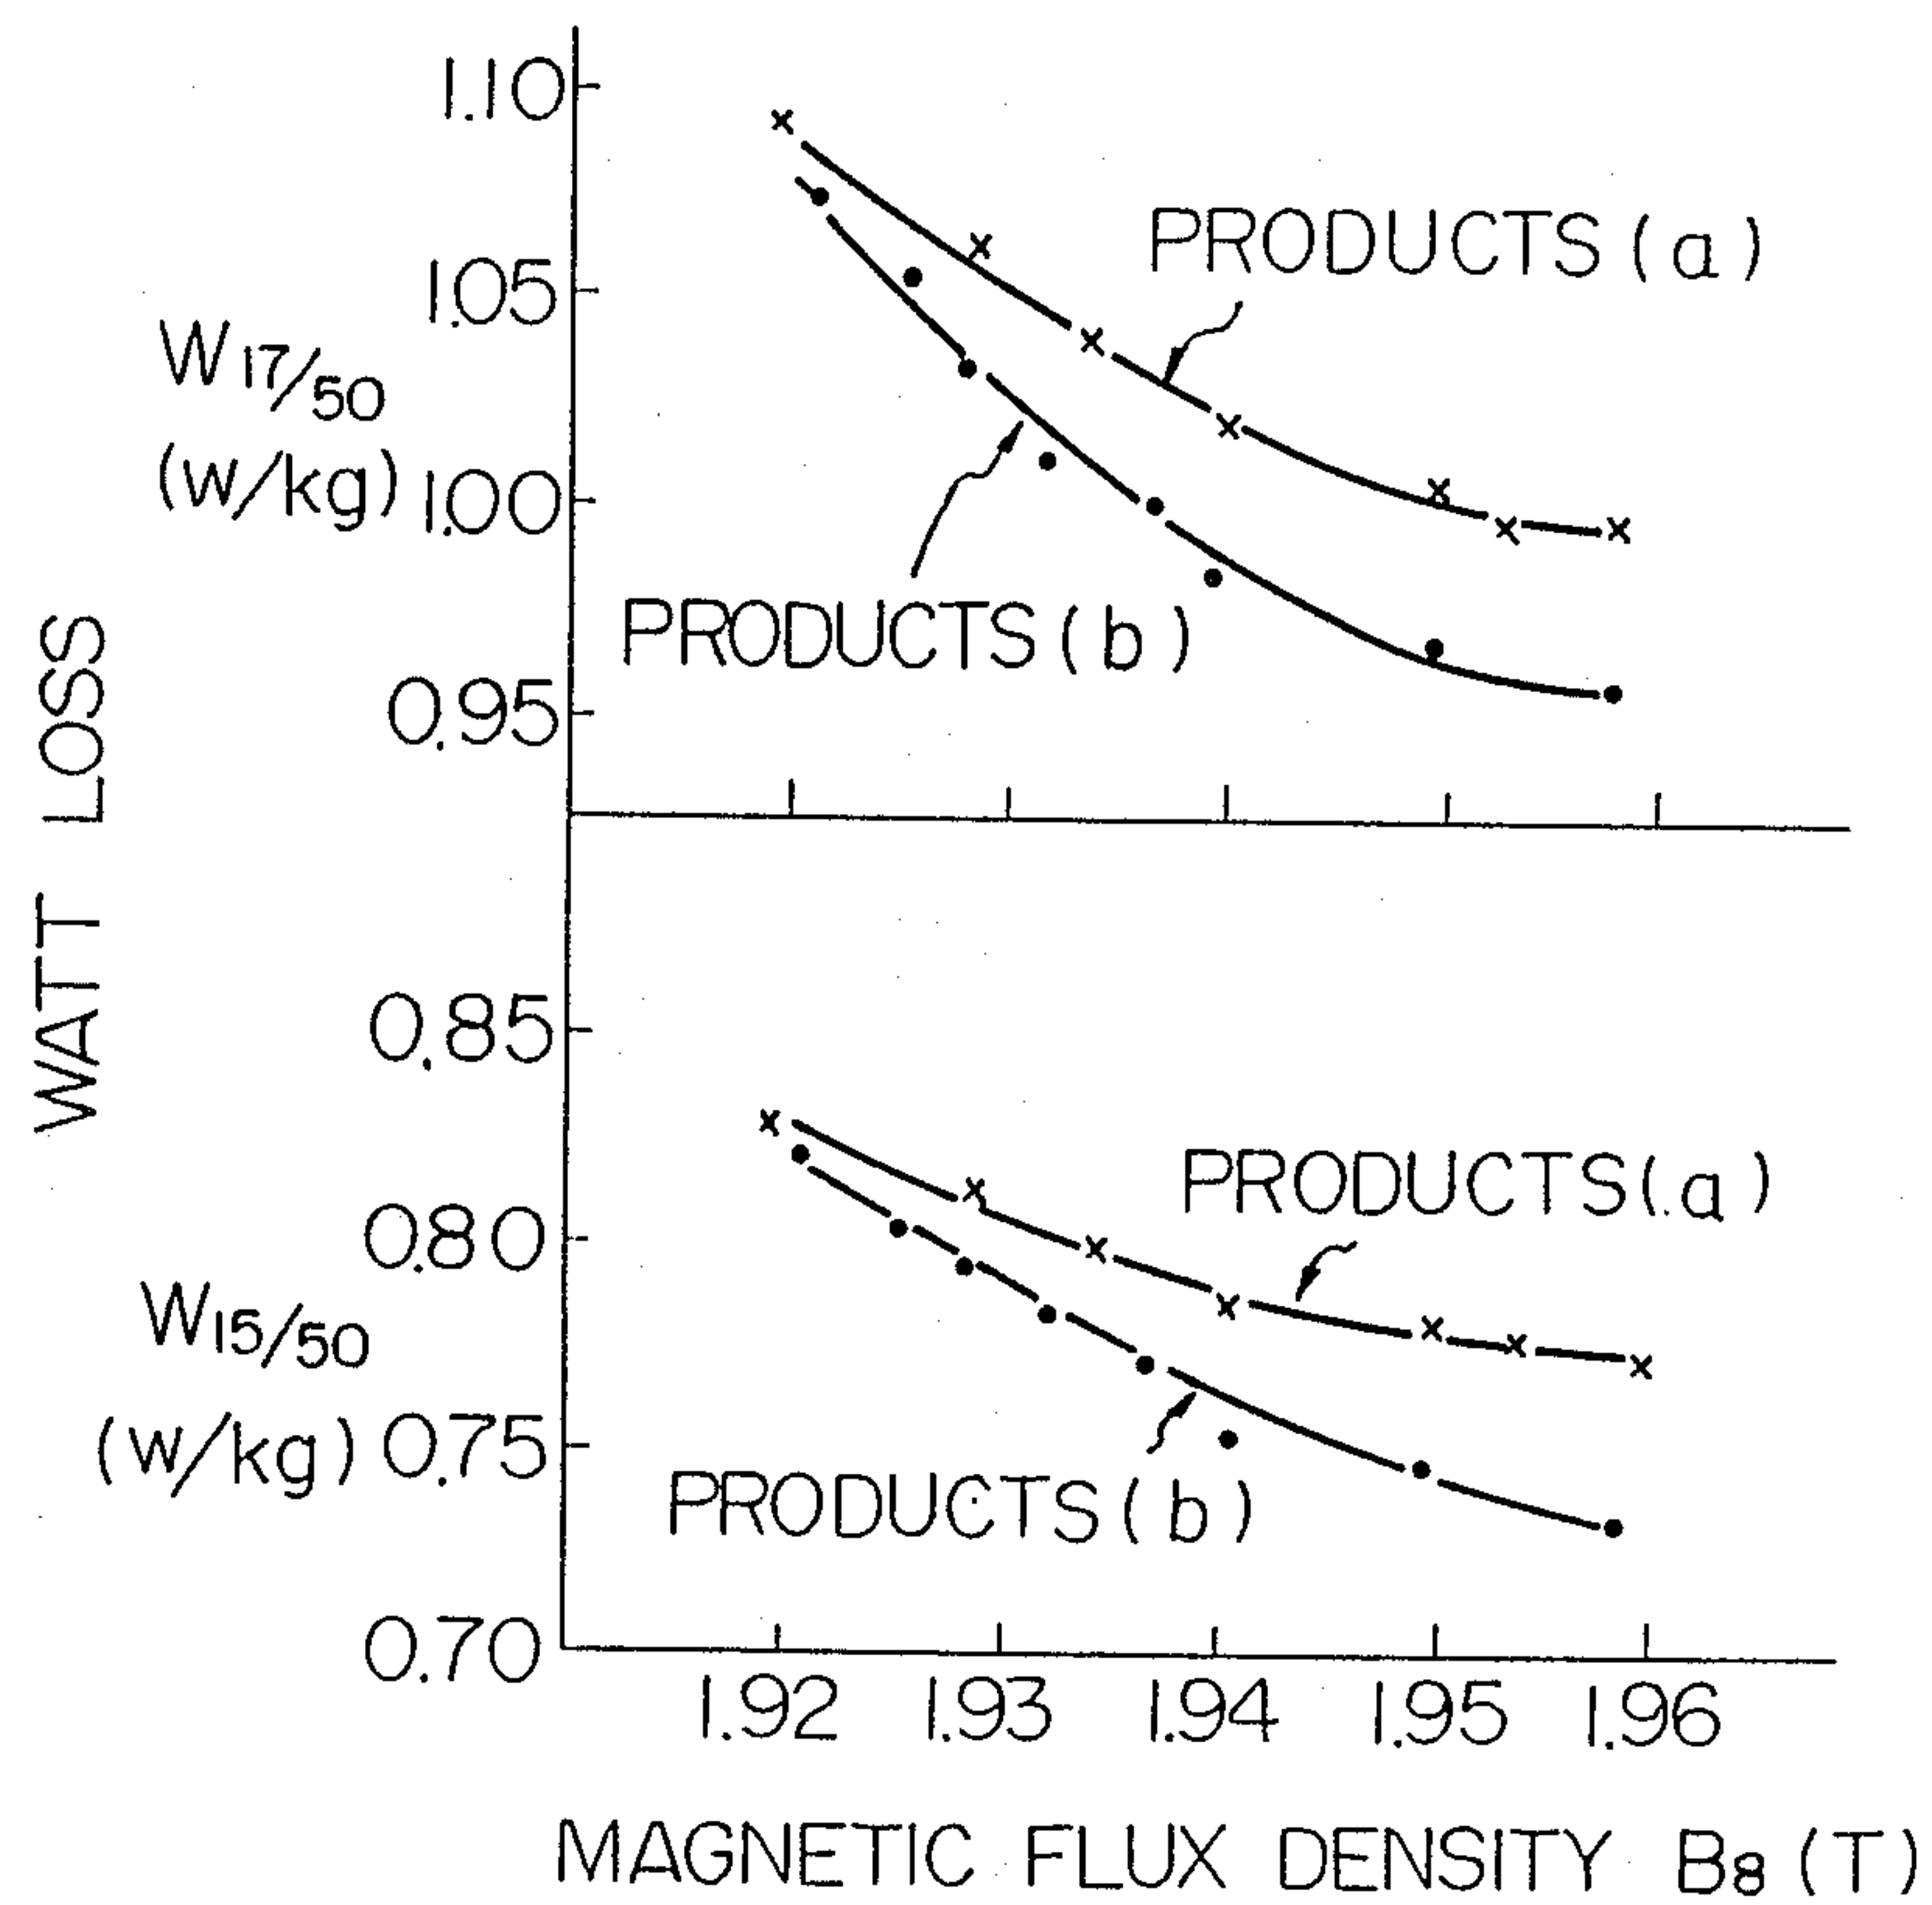 1.10
PRODUCTS (a)
1.05
W17/50
(w/kg) 1.00
PRODUCTS (b)
0.95
WATT LOSS
0.85
PRODUCTS (a)
0.80
W15/50
(w/kg) 0.75
PRODUCTS (b)
0.70
1.92 1.93 1.94 1.95 1.96
MAGNETIC FLUX DENSITY B8 (T)